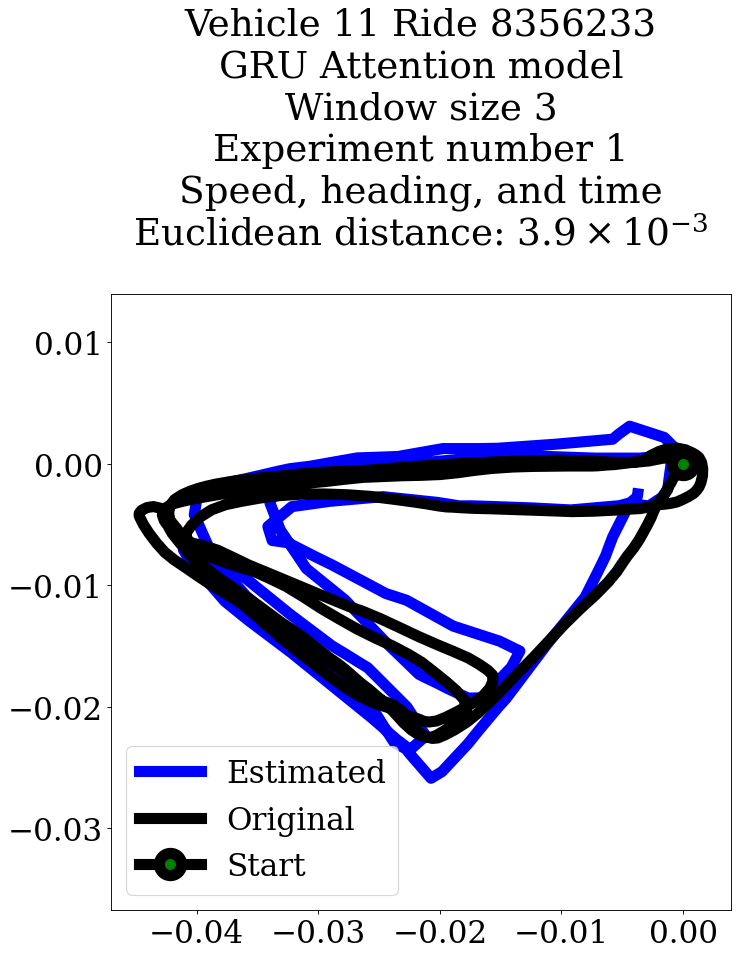 Vehicle 11 Ride 8356233
GRU Attention model
Window size 3
Experiment number 1
Speed, heading, and time
Euclidean distance: 3.9 × 10⁻³
0.01
0.00
−0.01
−0.02
−0.03
Estimated
Original
Start
−0.04 −0.03 −0.02 −0.01 0.00